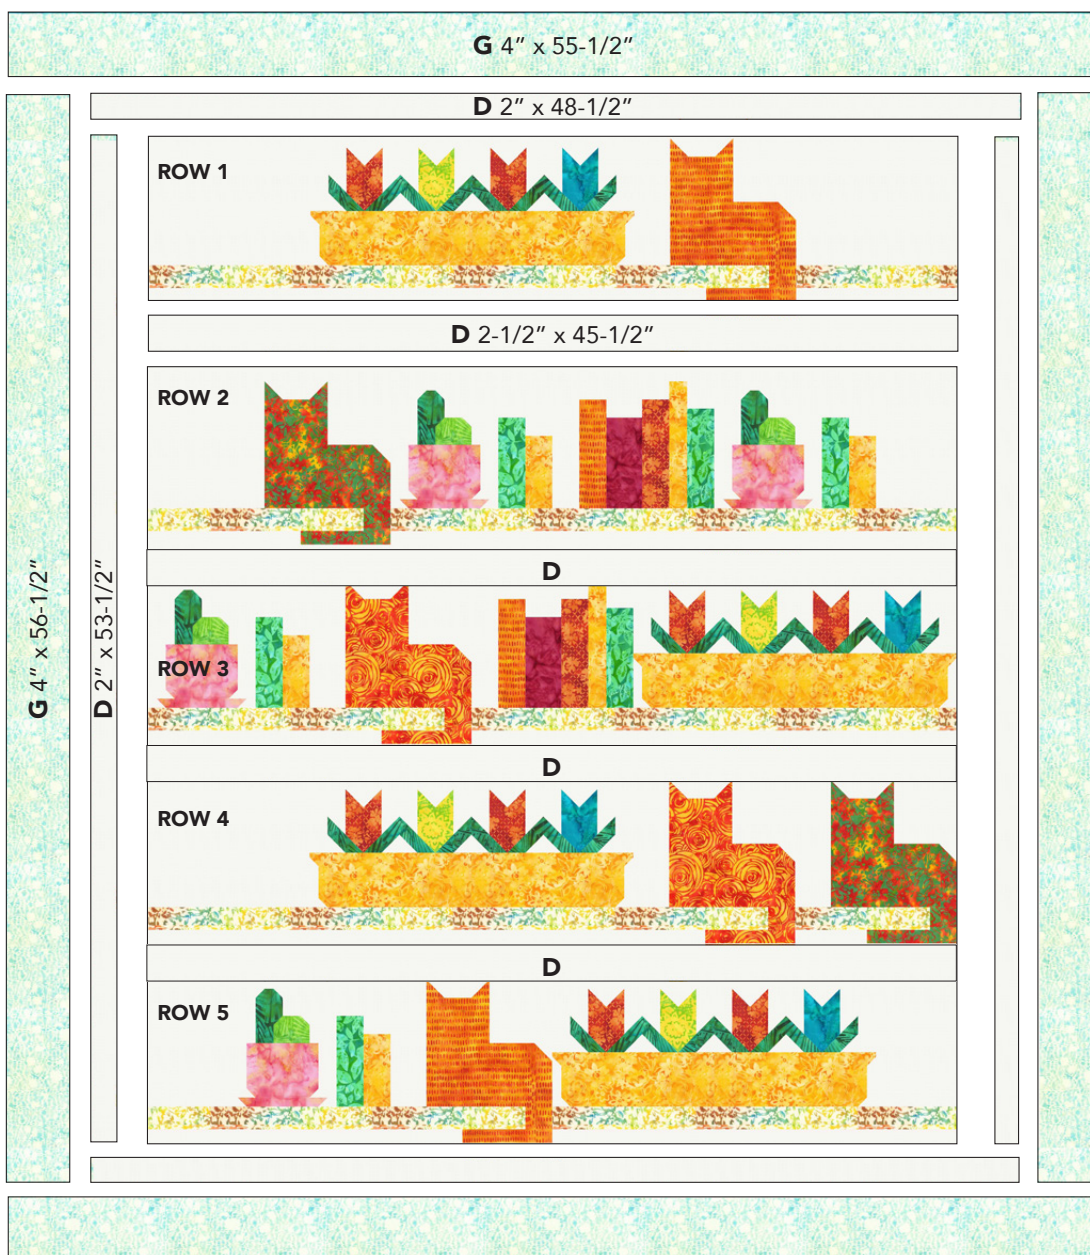 G 4” x 55-1/2”
D 2” x 48-1/2”
ROW 1
D 2-1/2” x 45-1/2”
ROW 2
D
G 4” x 56-1/2”
D 2” x 53-1/2”
ROW 3
D
ROW 4
D
ROW 5